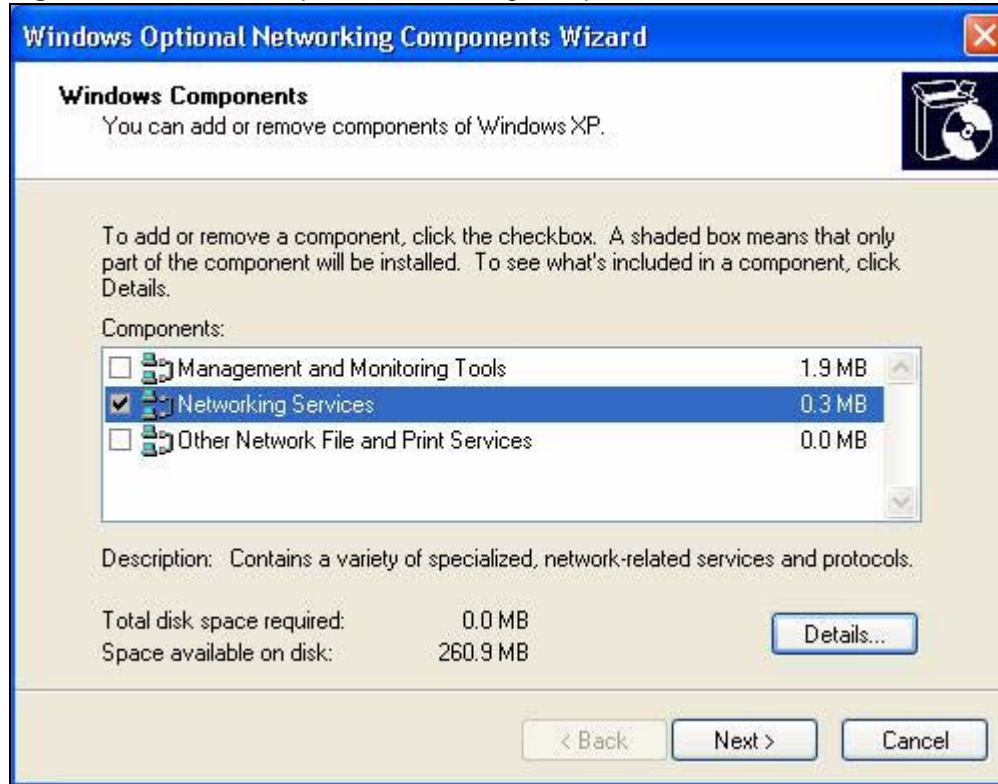 Windows Optional Networking Components Wizard
Windows Components
You can add or remove components of Windows XP.
To add or remove a component, click the checkbox. A shaded box means that only
part of the component will be installed. To see what's included in a component, click
Details.
Components:
Management and Monitoring Tools 1.9 MB
Networking Services 0.3 MB
Other Network File and Print Services 0.0 MB
Description: Contains a variety of specialized, network-related services and protocols.
Total disk space required: 0.0 MB
Space available on disk: 260.9 MB
Details...
< Back Next > Cancel